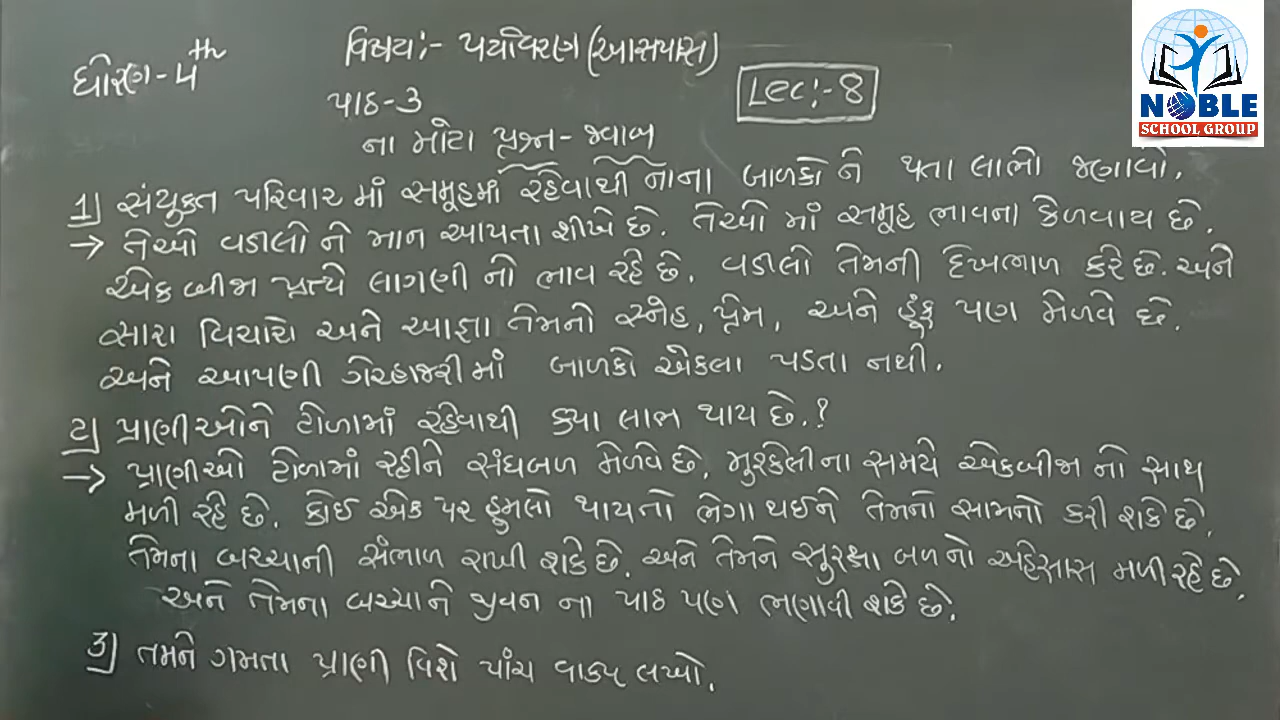 ધોરણ-4th
વિષય:- પર્યાવરણ (આસપાસ)
પાઠ-3
Lec:-8
ના મોટા પ્રશ્ન-જવાબ
NOBLE
SCHOOL GROUP
1) સંયુક્ત પરિવાર માં સમૂહમાં રહેવાથી નાના બાળકો ને થતા લાભો જણાવો.
→ તેઓ વડીલો ને માન આપતા શીખે છે. તેઓ માં સમૂહ ભાવના કેળવાય છે.
એક બીજા પ્રત્યે લાગણી નો ભાવ રહે છે. વડીલો તેમની દેખભાળ કરે છે. અને
સારા વિચારો અને આજ્ઞા તેમનો સ્નેહ, પ્રેમ, અને હૂંફ પણ મેળવે છે.
અને આપણી ગેરહાજરી માં બાળકો એકલા પડતા નથી.
2) પ્રાણીઓને ટોળામાં રહેવાથી કયા લાભ થાય છે.?
→ પ્રાણીઓ ટોળામાં રહીને સંઘબળ મેળવે છે. મુશ્કેલીના સમયે એકબીજા નો સાથ
મળી રહે છે. કોઈ એક પર હુમલો થાયતો ભેગા થઈને તેમનો સામનો કરી શકે છે.
તેમના બચ્ચાની સંભાળ રાખી શકે છે. અને તેમને સુરક્ષા બળનો અહેસાસ મળી રહે છે.
અને તેમના બચ્ચાને જીવન ના પાઠ પણ ભણાવી શકે છે.
3) તમને ગમતા પ્રાણી વિશે પાંચ વાક્ય લખો.